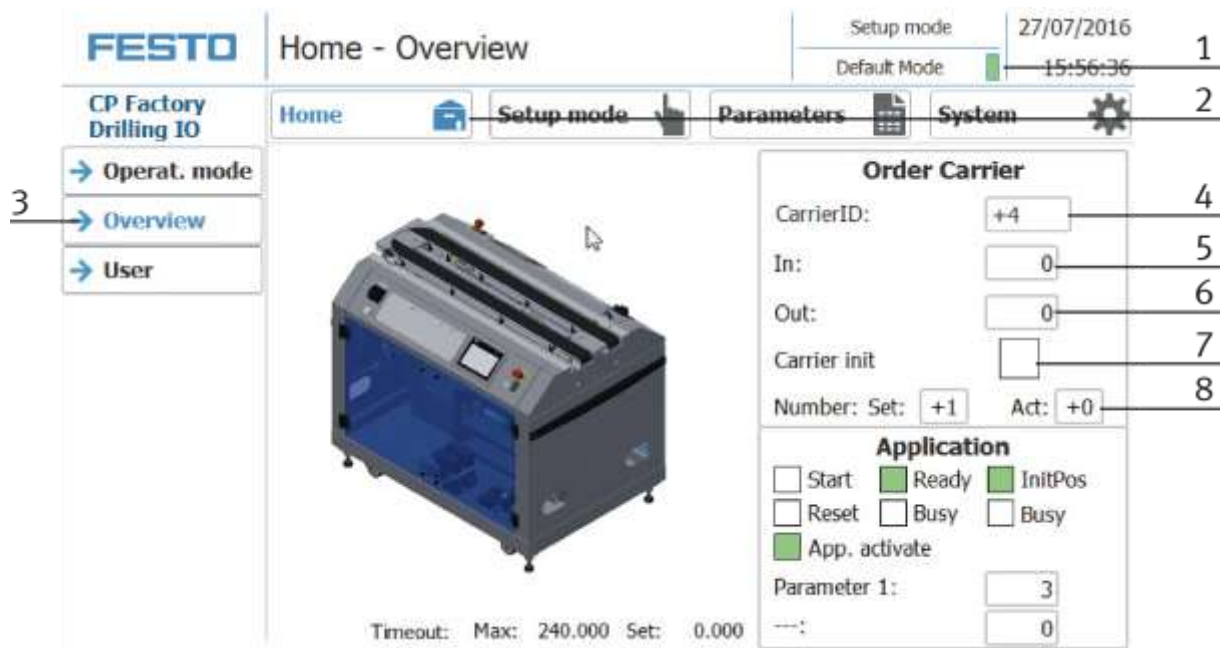 FESTO
Home - Overview
Setup mode
27/07/2016
Default Mode
15:56:36
1
CP Factory
Drilling IO
Home
Setup mode
Parameters
System
2
Operat. mode
3
Overview
User
Order Carrier
CarrierID: +4
4
In: 0
5
Out: 0
6
Carrier init
7
Number: Set: +1 Act: +0
8
Application
Start Ready InitPos
Reset Busy Busy
App. activate
Parameter 1: 3
---: 0
Timeout: Max: 240.000 Set: 0.000